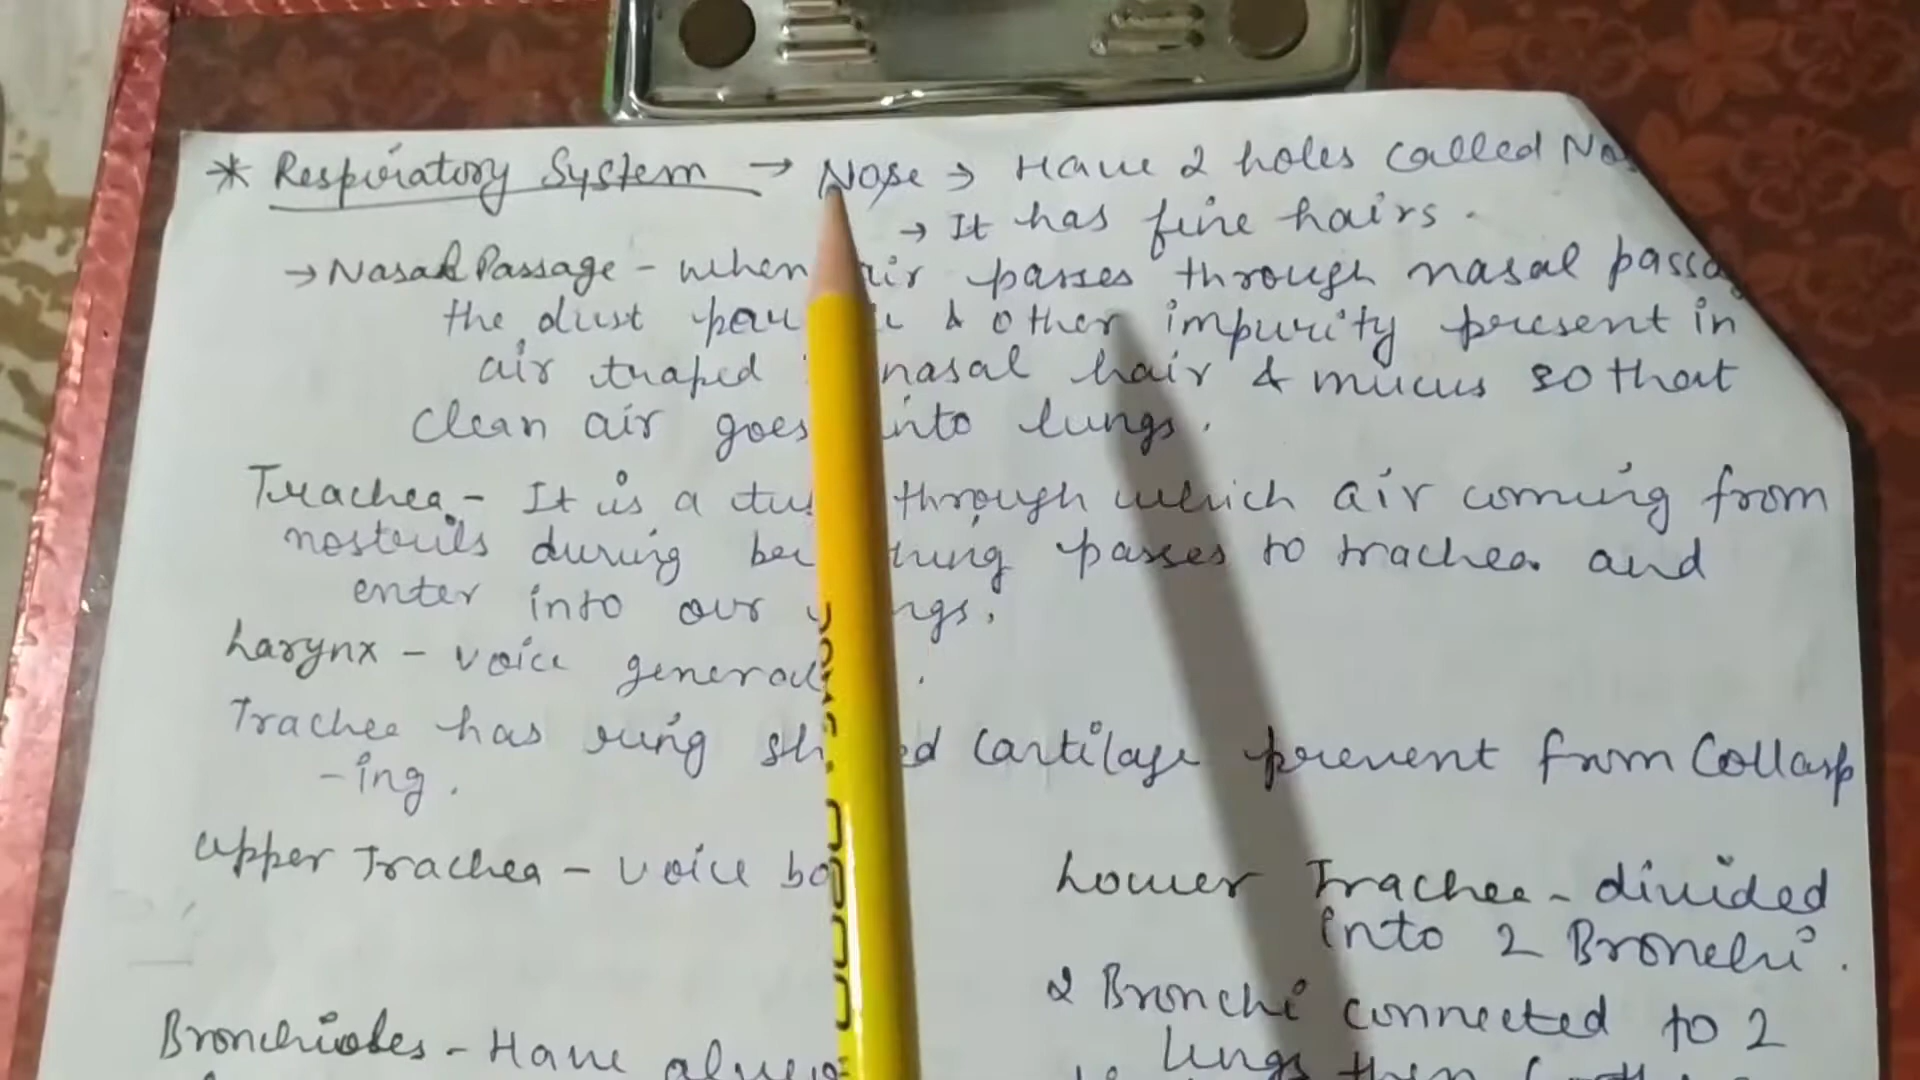 * Respiratory System → Nose → Have 2 holes called
→ It has fine hairs.
→ Nasal Passage - when air passes through nasal
the dust & other impurity present in
air traped nasal hair & mucus so that
clean air goes into lungs.
Trachea - It is a through which air coming from
nostrils during passes to trachea and
enter into our
Larynx - voice
Trachee has ring cartilage prevent from Collasp
-ing.
Upper Trachea - voice
Lower Trachee - divided
into 2 Bronchi.
2 Bronchi connected to 2
lungs then
Bronchioles - Have